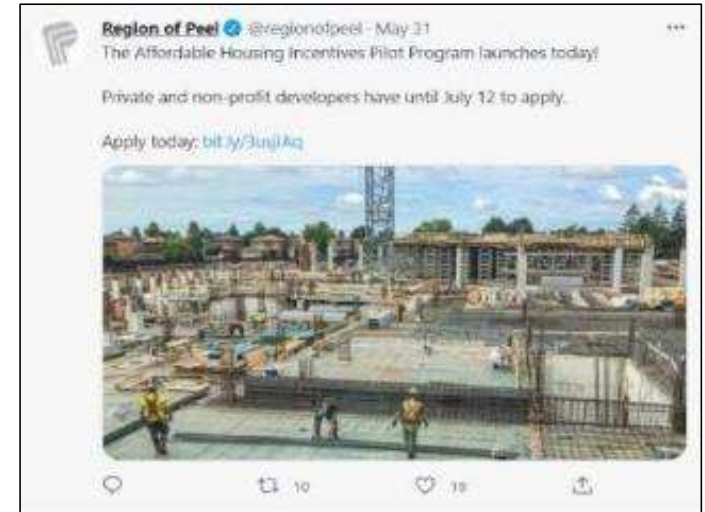 Region of Peel @regionofpeel · May 31
The Affordable Housing Incentives Pilot Program launches today!
Private and non-profit developers have until July 12 to apply.
Apply today:
10 18